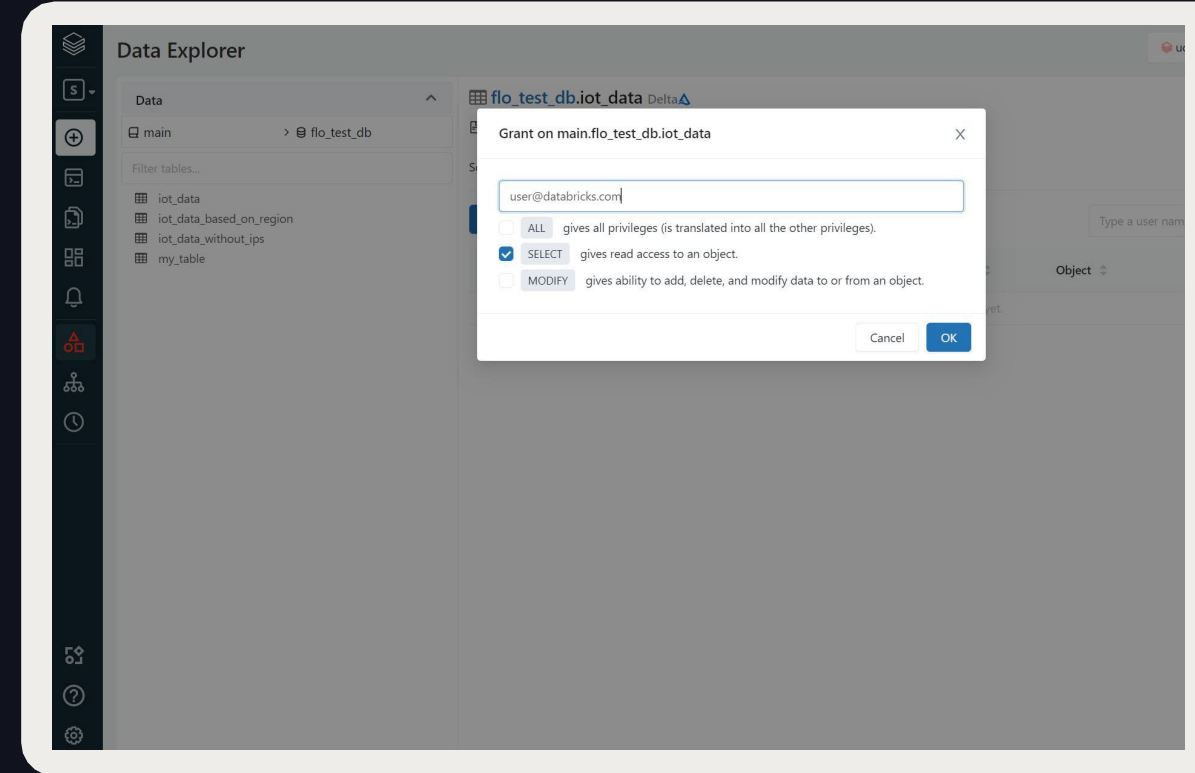 Data Explorer
S
Data
main > flo_test_db
Filter tables...
iot_data
iot_data_based_on_region
iot_data_without_ips
my_table
flo_test_db.iot_data Delta
Grant on main.flo_test_db.iot_data
X
user@databricks.com
ALL gives all privileges (is translated into all the other privileges).
SELECT gives read access to an object.
MODIFY gives ability to add, delete, and modify data to or from an object.
Cancel OK
Type a user nam
Object
yet